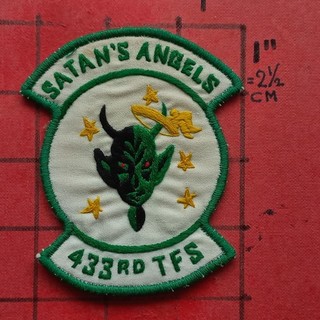 SATAN'S ANGELS
1"
= 2½
CM
433RD TFS